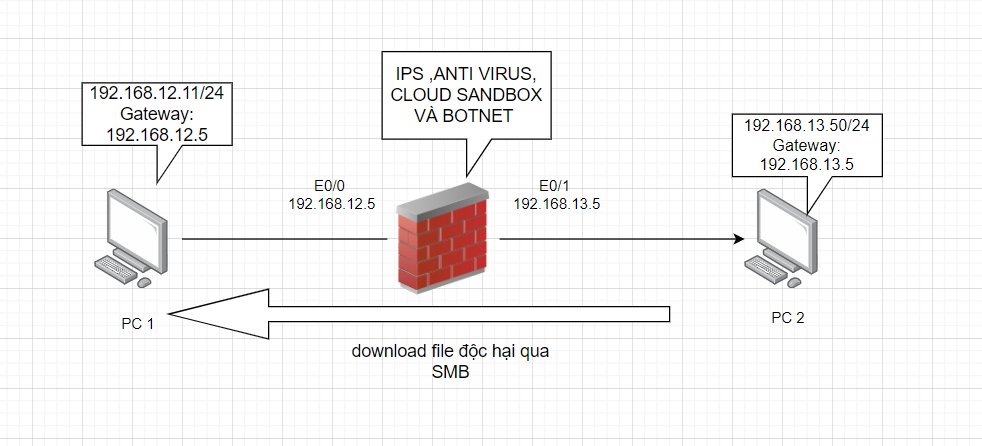 192.168.12.11/24
Gateway:
192.168.12.5
IPS ,ANTI VIRUS,
CLOUD SANDBOX
VÀ BOTNET
192.168.13.50/24
Gateway:
192.168.13.5
E0/0
192.168.12.5
E0/1
192.168.13.5
PC 1
PC 2
download file độc hại qua
SMB